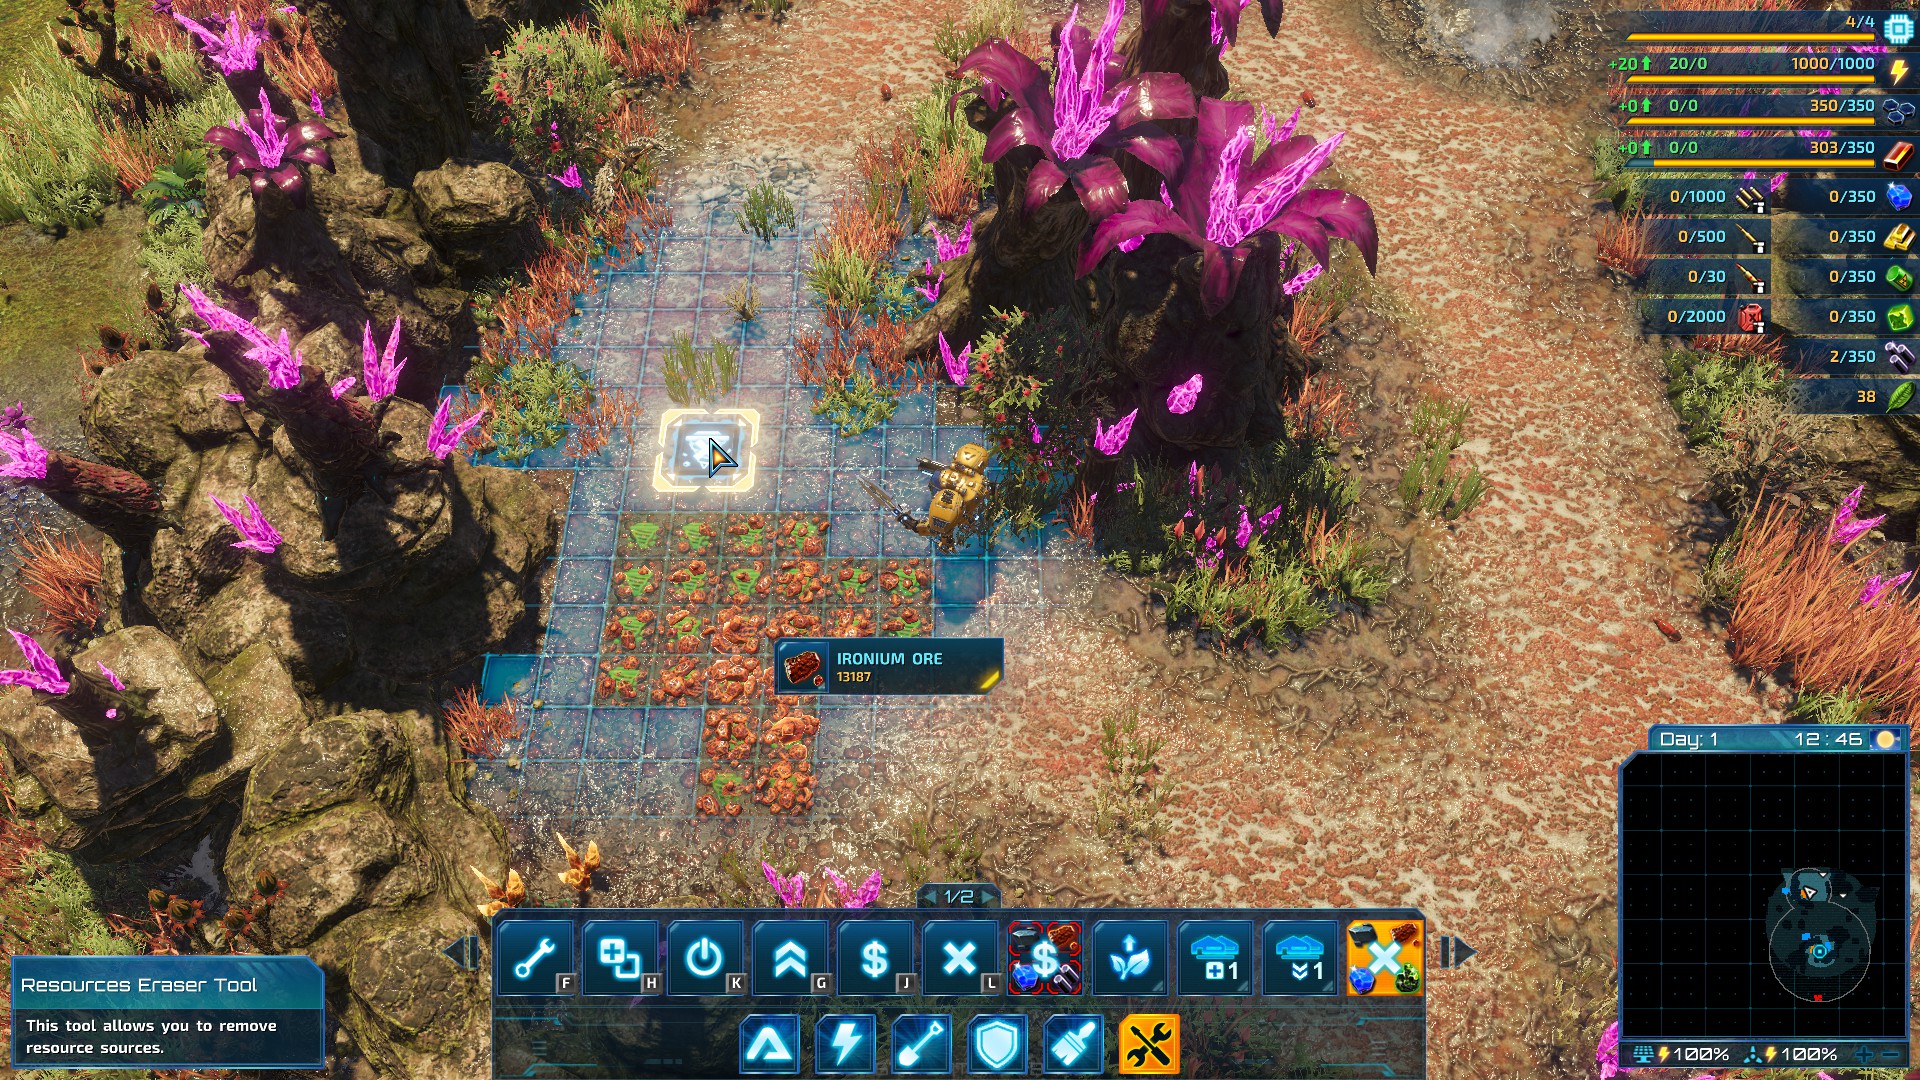 4/4
+20 20/0 1000/1000
+0 0/0 350/350
+0 0/0 303/350
0/1000 0/350
0/500 0/350
0/30 0/350
0/2000 0/350
2/350
38
IRONIUM ORE
13187
Day: 1 12:46
1/2
F H K G J L $ 1 1
$
Resources Eraser Tool
This tool allows you to remove
resource sources.
100% 100%